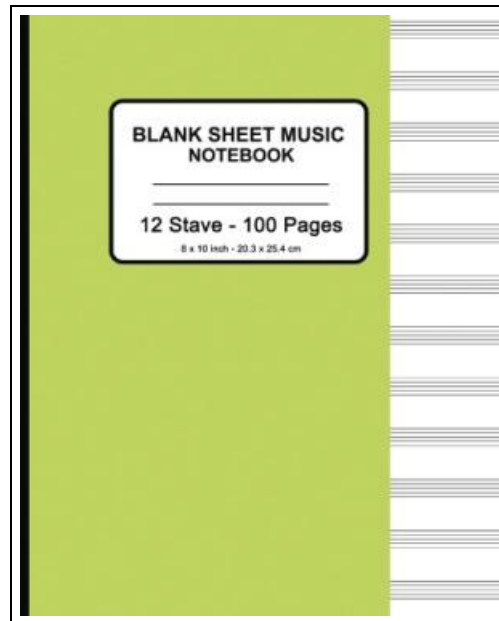 BLANK SHEET MUSIC
NOTEBOOK
12 Stave - 100 Pages
8 x 10 inch - 20.3 x 25.4 cm